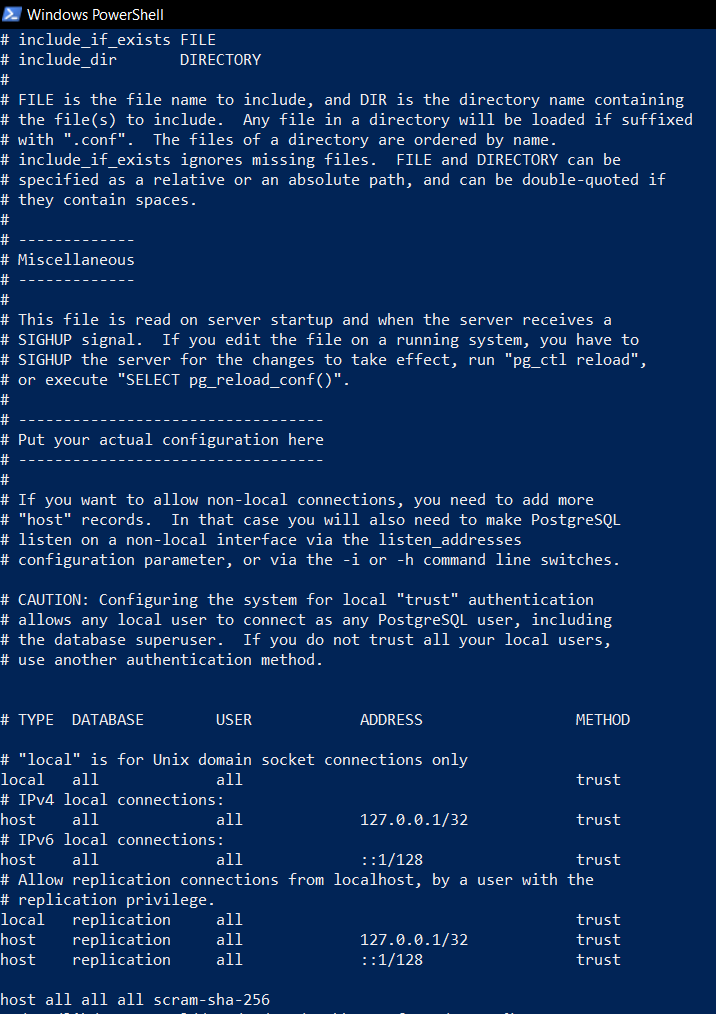 Windows PowerShell
# include_if_exists FILE
# include_dir       DIRECTORY
#
# FILE is the file name to include, and DIR is the directory name containing
# the file(s) to include.  Any file in a directory will be loaded if suffixed
# with ".conf".  The files of a directory are ordered by name.
# include_if_exists ignores missing files.  FILE and DIRECTORY can be
# specified as a relative or an absolute path, and can be double-quoted if
# they contain spaces.
#
# -------------
# Miscellaneous
# -------------
#
# This file is read on server startup and when the server receives a
# SIGHUP signal.  If you edit the file on a running system, you have to
# SIGHUP the server for the changes to take effect, run "pg_ctl reload",
# or execute "SELECT pg_reload_conf()".
#
# ----------------------------------
# Put your actual configuration here
# ----------------------------------
#
# If you want to allow non-local connections, you need to add more
# "host" records.  In that case you will also need to make PostgreSQL
# listen on a non-local interface via the listen_addresses
# configuration parameter, or via the -i or -h command line switches.

# CAUTION: Configuring the system for local "trust" authentication
# allows any local user to connect as any PostgreSQL user, including
# the database superuser.  If you do not trust all your local users,
# use another authentication method.


# TYPE  DATABASE        USER            ADDRESS                 METHOD

# "local" is for Unix domain socket connections only
local   all             all                                     trust
# IPv4 local connections:
host    all             all             127.0.0.1/32            trust
# IPv6 local connections:
host    all             all             ::1/128                 trust
# Allow replication connections from localhost, by a user with the
# replication privilege.
local   replication     all                                     trust
host    replication     all             127.0.0.1/32            trust
host    replication     all             ::1/128                 trust

host all all all scram-sha-256